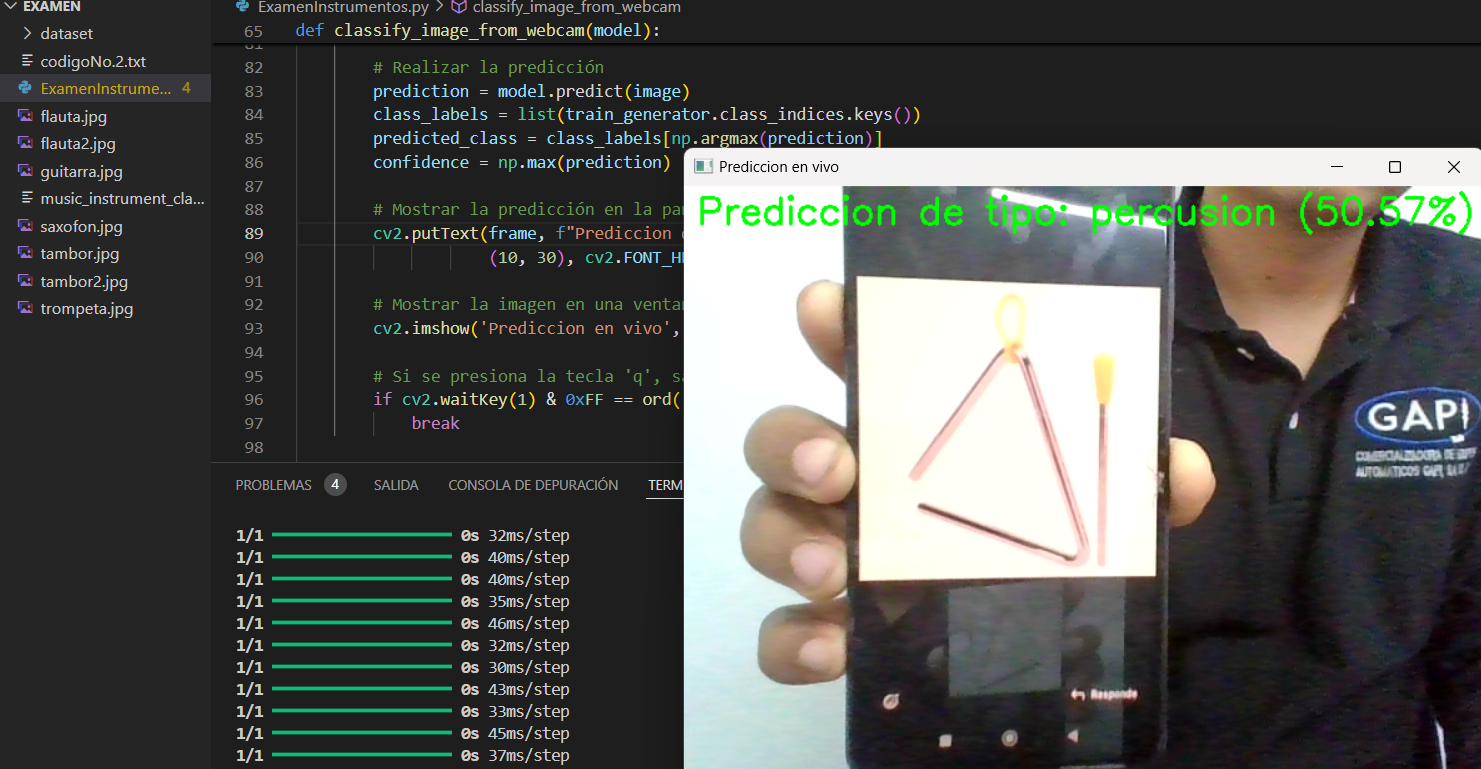 EXAMEN
dataset
codigoNo.2.txt
ExamenInstrume... 4
flauta.jpg
flauta2.jpg
guitarra.jpg
music_instrument_cla...
saxofon.jpg
tambor.jpg
tambor2.jpg
trompeta.jpg
ExamenInstrumentos.py > classify_image_from_webcam
65 def classify_image_from_webcam(model):
81
82 # Realizar la predicción
83 prediction = model.predict(image)
84 class_labels = list(train_generator.class_indices.keys())
85 predicted_class = class_labels[np.argmax(prediction)]
86 confidence = np.max(prediction)
87
88 # Mostrar la predicción en la pan
89 cv2.putText(frame, f"Prediccion d
90 (10, 30), cv2.FONT_HE
91
92 # Mostrar la imagen en una ventan
93 cv2.imshow('Prediccion en vivo',
94
95 # Si se presiona la tecla 'q', sa
96 if cv2.waitKey(1) & 0xFF == ord(
97 break
98
PROBLEMAS 4 SALIDA CONSOLA DE DEPURACIÓN TERM
1/1 0s 32ms/step
1/1 0s 40ms/step
1/1 0s 40ms/step
1/1 0s 35ms/step
1/1 0s 46ms/step
1/1 0s 32ms/step
1/1 0s 30ms/step
1/1 0s 43ms/step
1/1 0s 33ms/step
1/1 0s 45ms/step
1/1 0s 37ms/step
Prediccion en vivo
Prediccion de tipo: percusion (50.57%)
GAPI
COMERCIALIZADORA DE
AUTOMATICOS GAPI,
Responde